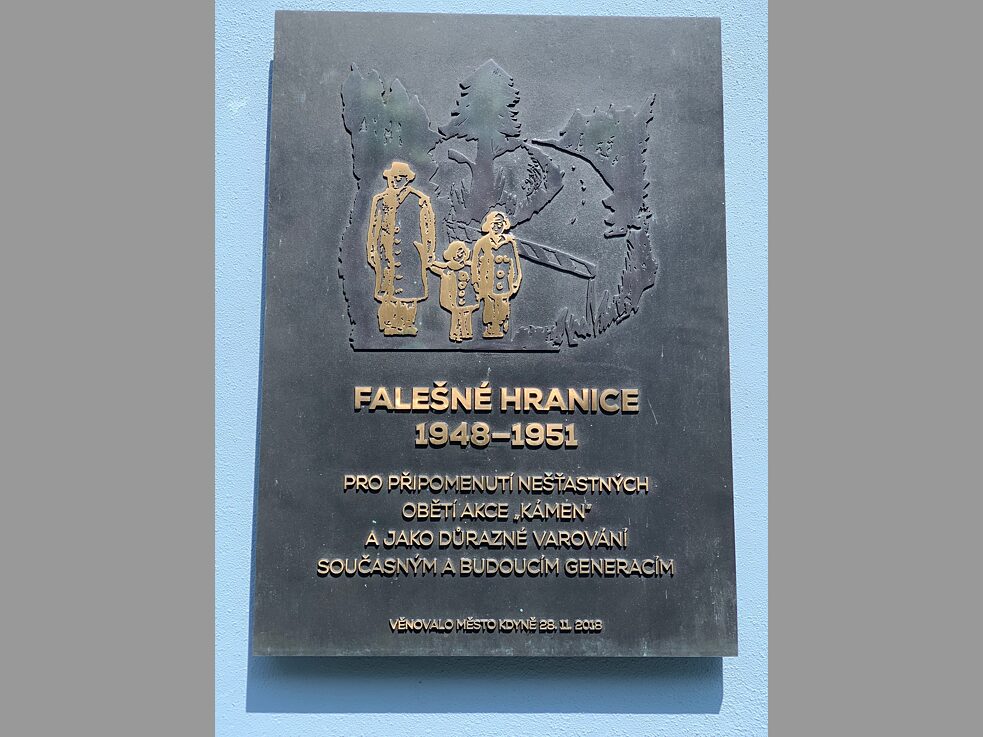 FALEŠNÉ HRANICE
1948–1951
PRO PŘIPOMENUTÍ NEŠŤASTNÝCH
OBĚTÍ AKCE „KÁMEN"
A JAKO DŮRAZNÉ VAROVÁNÍ
SOUČASNÝM A BUDOUCÍM GENERACÍM
VĚNOVALO MĚSTO KDYNĚ 28. 11. 2018